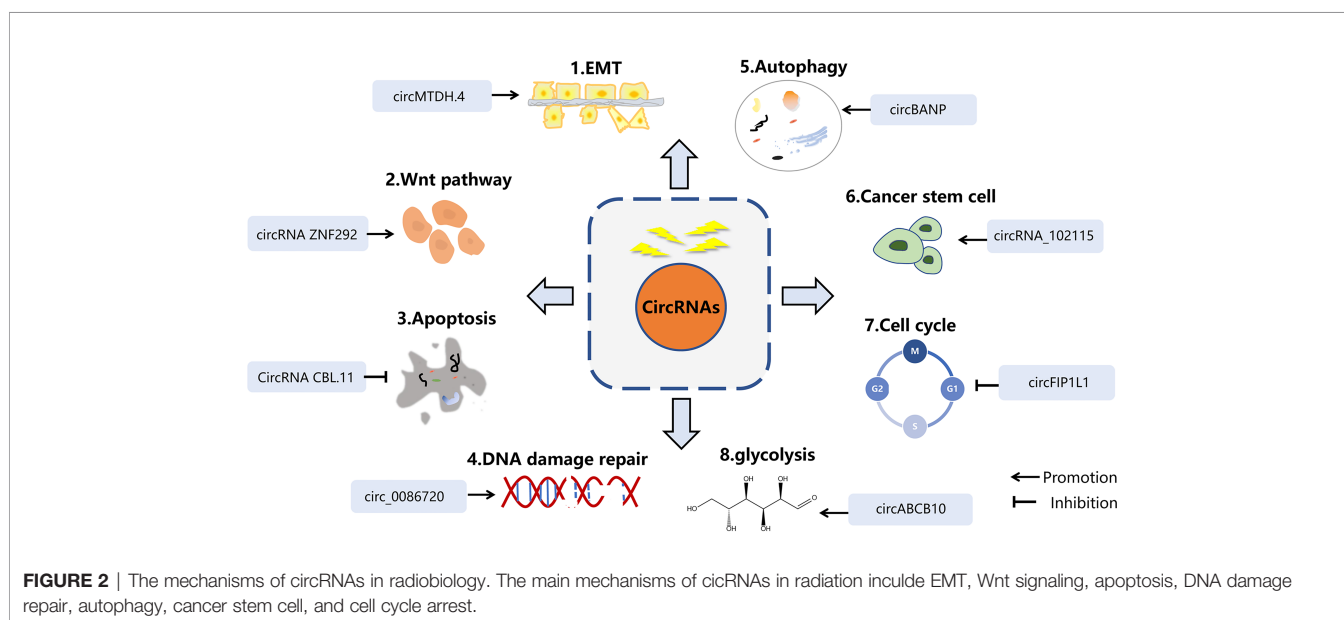 1.EMT
circMTDH.4
2.Wnt pathway
circRNA ZNF292
3.Apoptosis
CircRNA CBL.11
4.DNA damage repair
circ_0086720
CircRNAs
5.Autophagy
circBANP
6.Cancer stem cell
circRNA_102115
7.Cell cycle
M
G2
G1
S
circFIP1L1
8.glycolysis
OH
OH
HO
O
OH
OH
circABCB10
Promotion
Inhibition
FIGURE 2 | The mechanisms of circRNAs in radiobiology. The main mechanisms of cicRNAs in radiation inculde EMT, Wnt signaling, apoptosis, DNA damage
repair, autophagy, cancer stem cell, and cell cycle arrest.